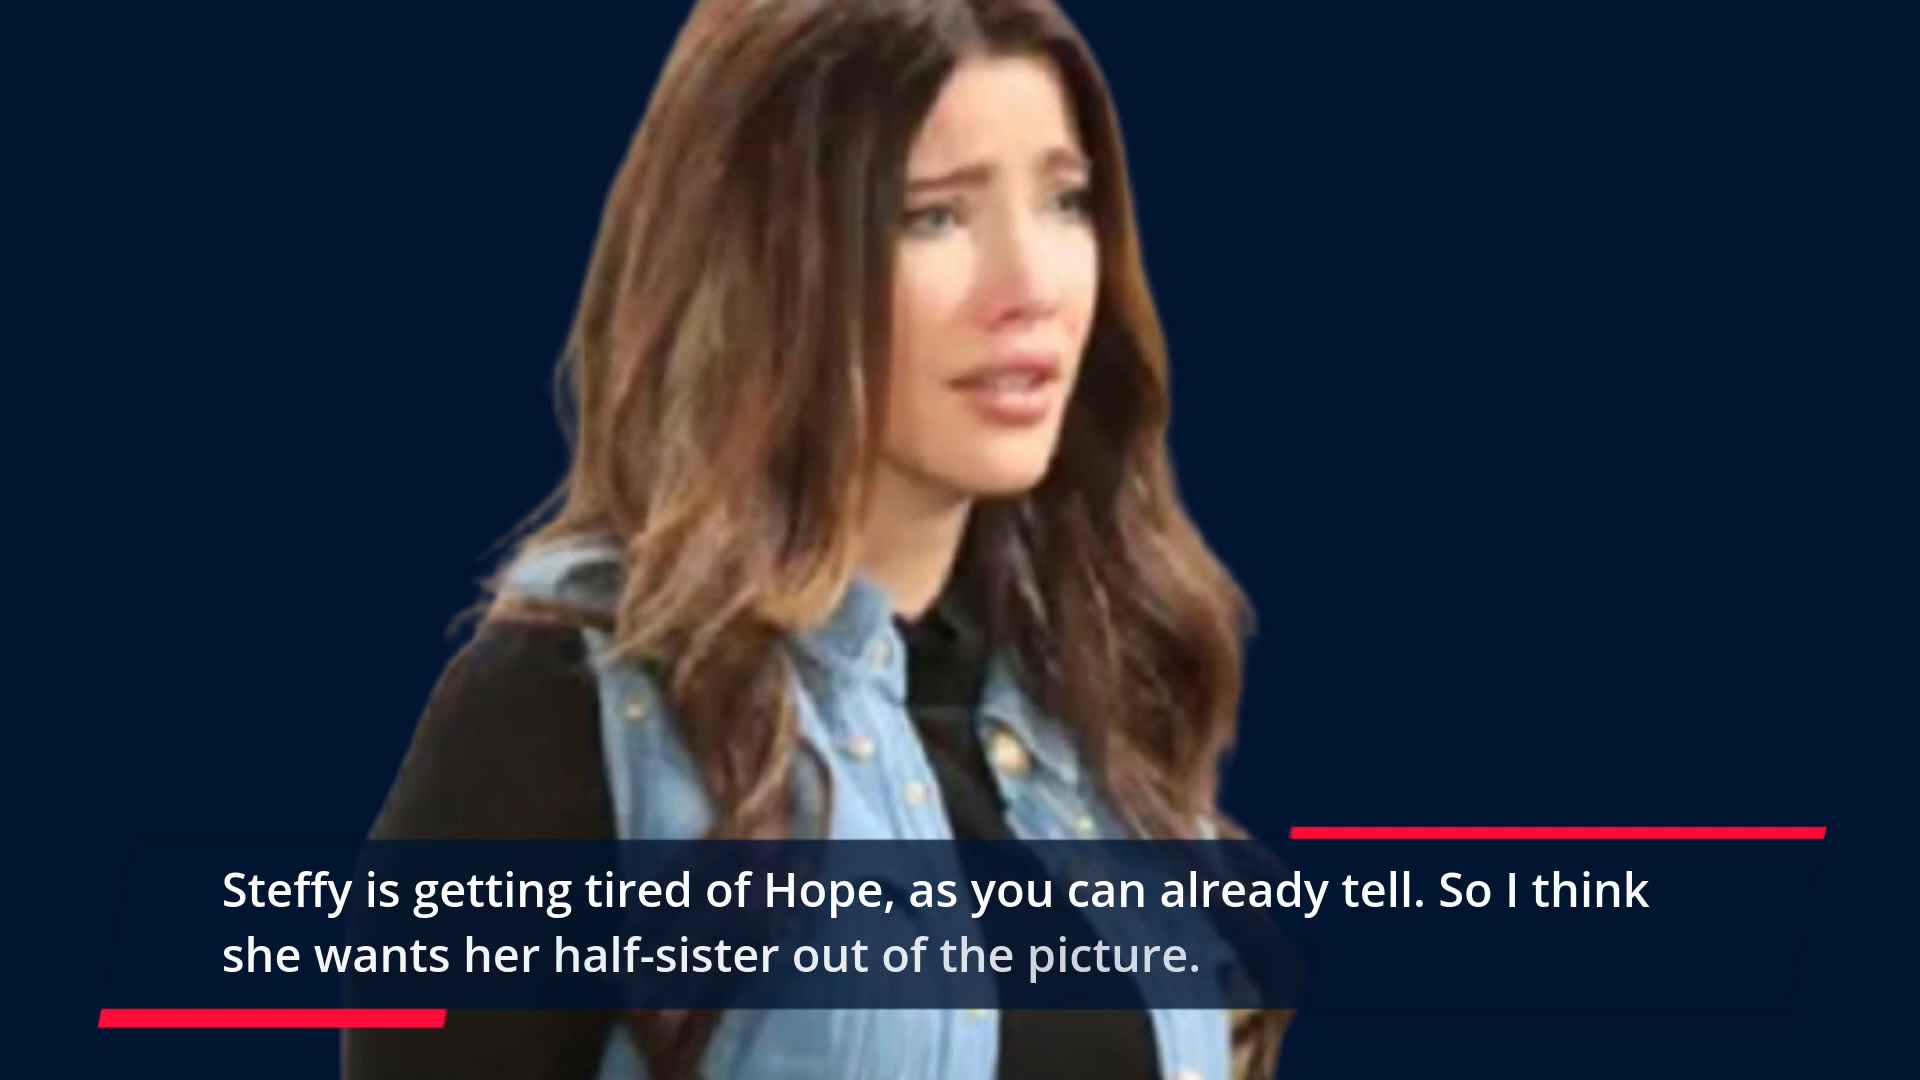 Steffy is getting tired of Hope, as you can already tell. So I think
she wants her half-sister out of the picture.